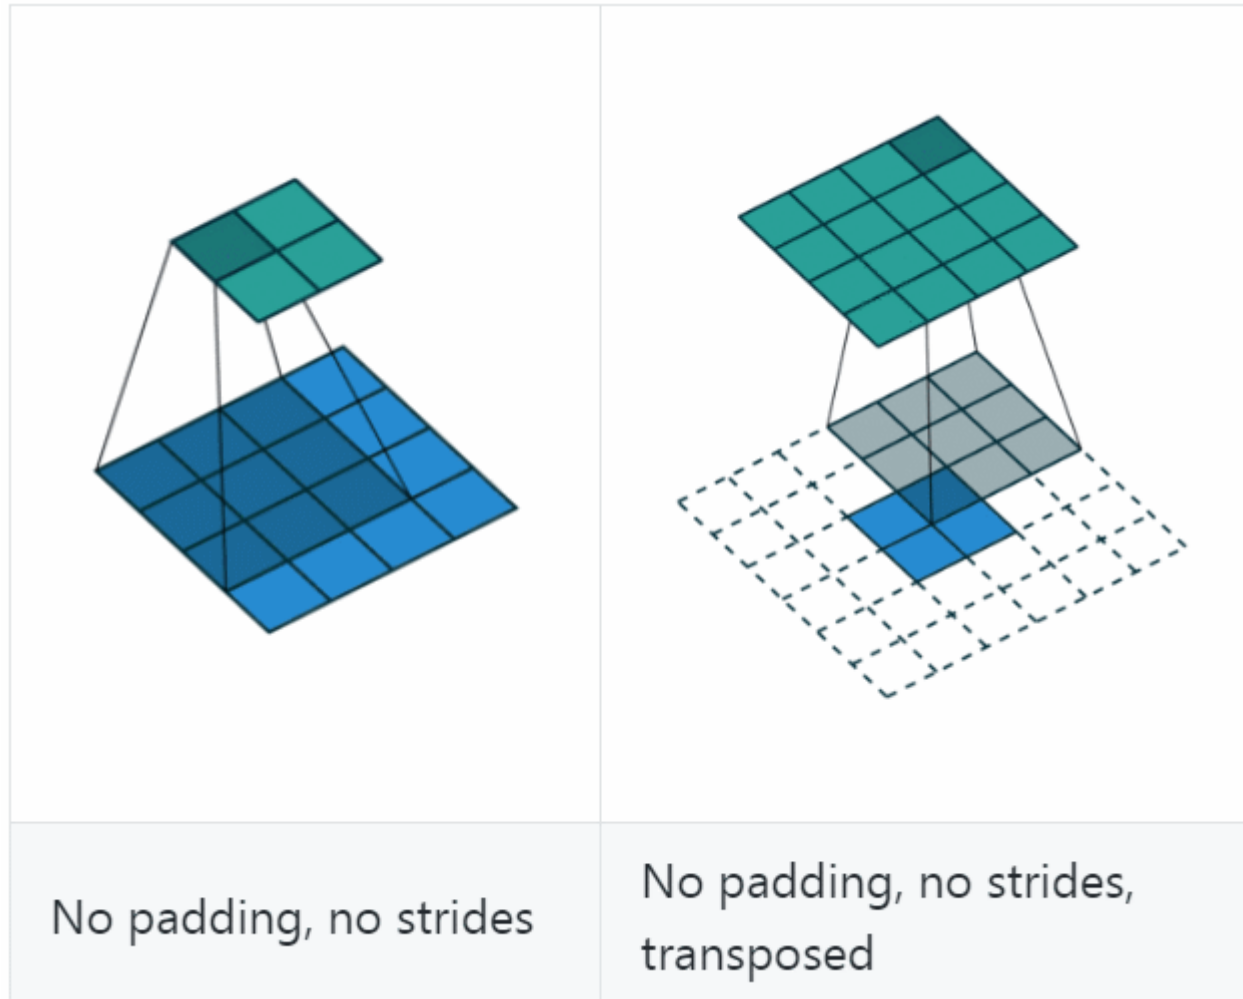 No padding, no strides
No padding, no strides,
transposed